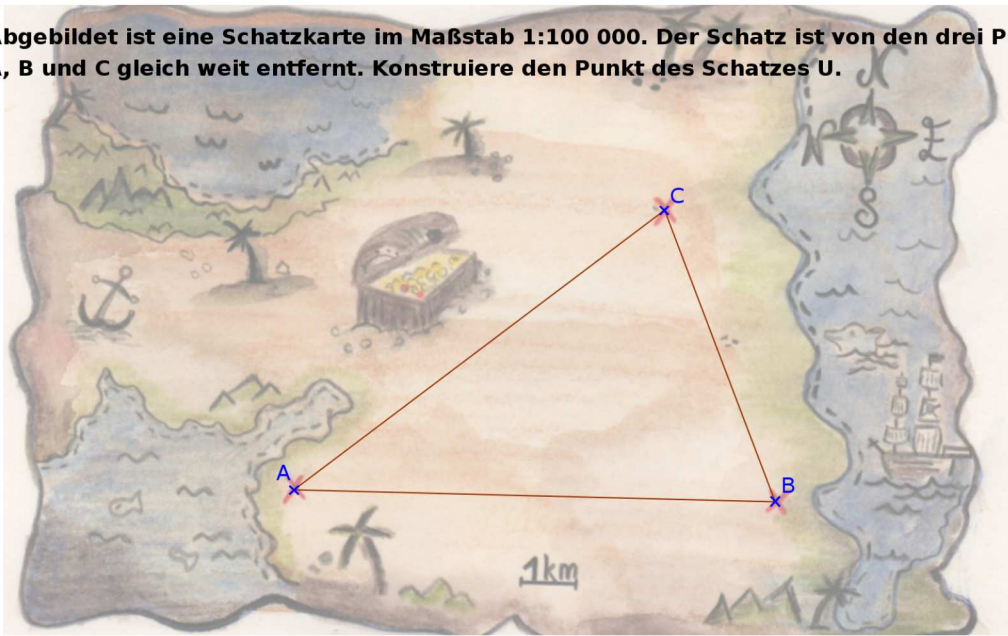 bgebildet ist eine Schatzkarte im Maßstab 1:100 000. Der Schatz ist von den drei P
, B und C gleich weit entfernt. Konstruiere den Punkt des Schatzes U.
N
N E
S
C
A
B
1km